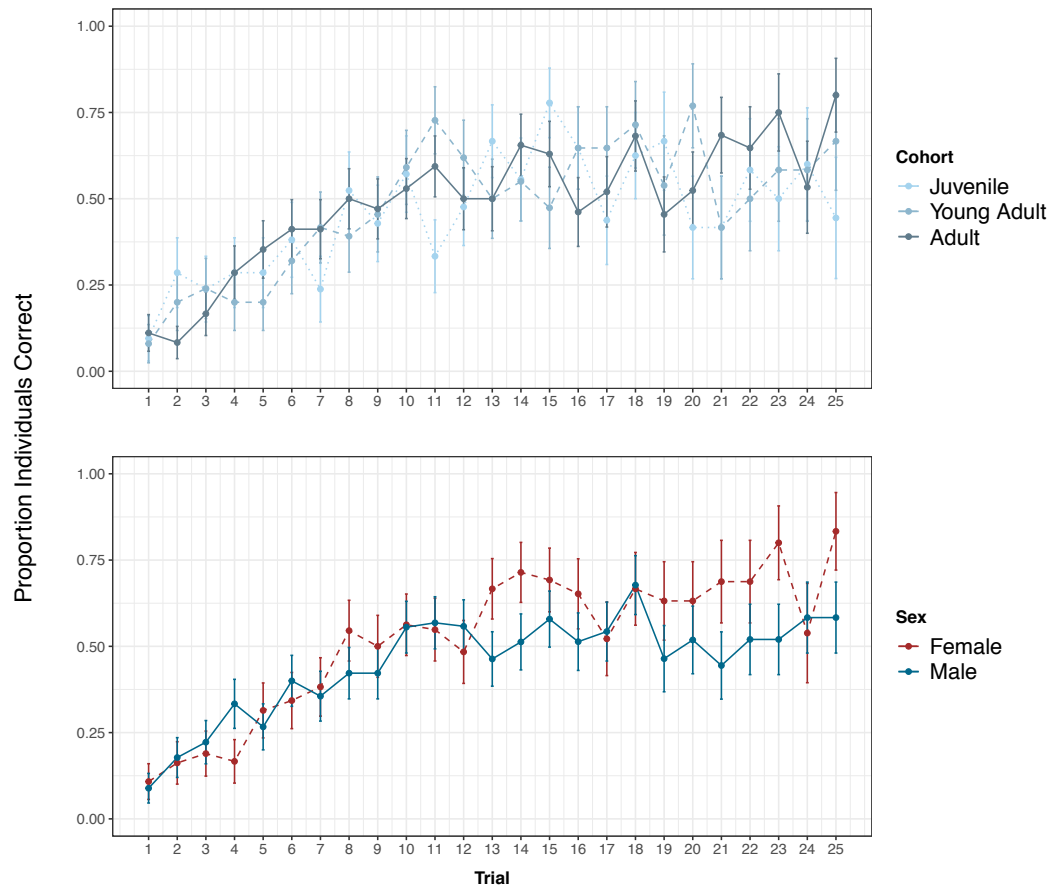 Proportion Individuals Correct
1.00
0.75
0.50
0.25
0.00
1 2 3 4 5 6 7 8 9 10 11 12 13 14 15 16 17 18 19 20 21 22 23 24 25
Cohort
Juvenile
Young Adult
Adult
1.00
0.75
0.50
0.25
0.00
1 2 3 4 5 6 7 8 9 10 11 12 13 14 15 16 17 18 19 20 21 22 23 24 25
Trial
Sex
Female
Male